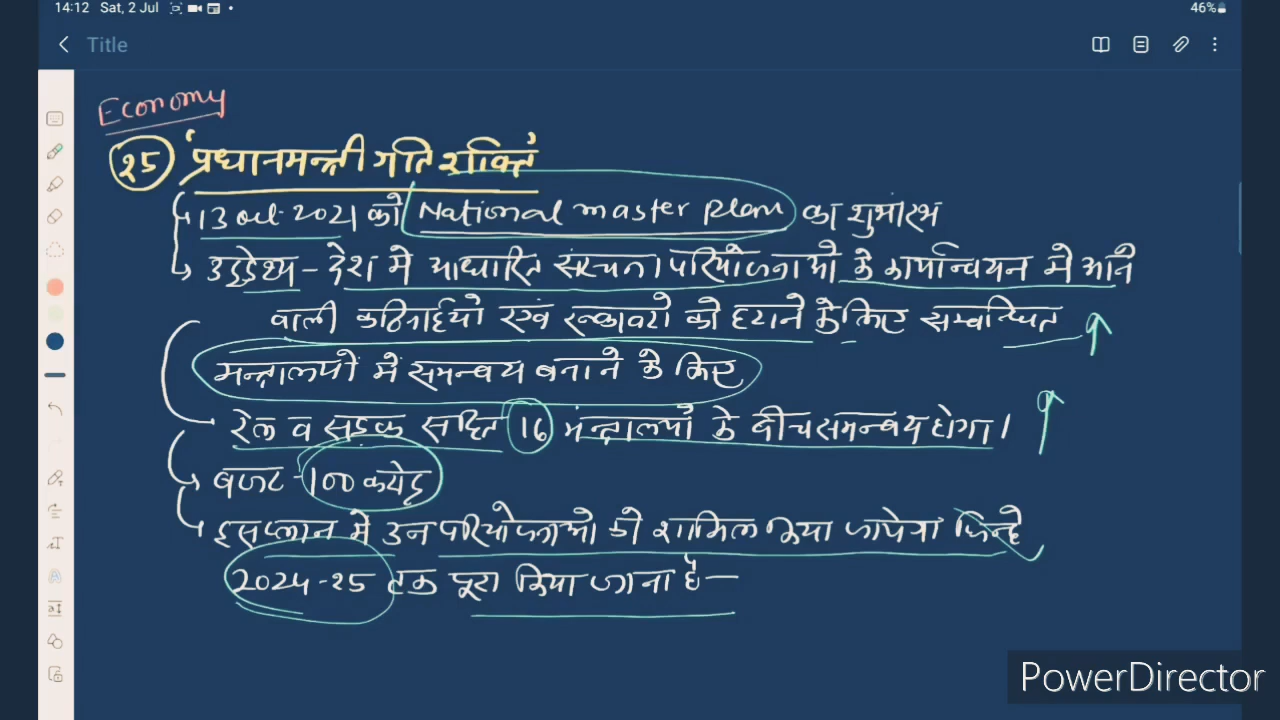 14:12 Sat, 2 Jul
46%
Title
Economy
25 'प्रधानमन्त्री गति शक्ति'
13 oct. 2021 को National master plan का शुभारंभ
उद्देश्य - देश में आधारित संरचना परियोजनाओ के कार्यान्वयन में आने
वाली कठिनाईयो एवं रूकावटो को हटाने के लिए सम्बन्धित
मन्त्रालयों में समन्वय बनाने के लिए
रेल व सड़क सहित 16 मंत्रालयो के बीच समन्वय होगा।
बजट - 100 करोड़
इस प्लान में उन परियोजनाओ को शामिल किया जायेगा जिन्हे
2024-25 तक पूरा किया जाना है—
PowerDirector